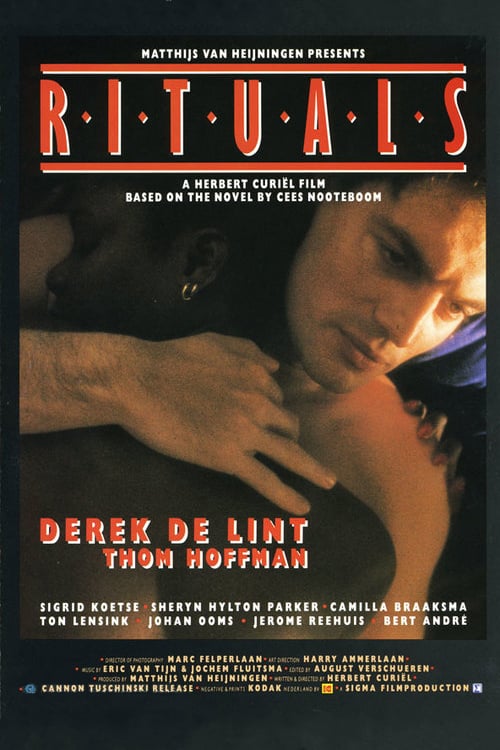 MATTHIJS VAN HEIJNINGEN PRESENTS
R·I·T·U·A·L·S
A HERBERT CURIËL FILM
BASED ON THE NOVEL BY CEES NOOTEBOOM
DEREK DE LINT
THOM HOFFMAN
SIGRID KOETSE · SHERYN HYLTON PARKER · CAMILLA BRAAKSMA
TON LENSINK · JOHAN OOMS · JEROME REEHUIS · BERT ANDRÉ
• DIRECTOR OF PHOTOGRAPHY MARC FELPERLAAN • ART DIRECTION HARRY AMMERLAAN •
• MUSIC BY ERIC VAN TIJN & JOCHEM FLUITSMA • EDITED BY AUGUST VERSCHUEREN •
• PRODUCED BY MATTHIJS VAN HEIJNINGEN • WRITTEN & DIRECTED BY HERBERT CURIËL •
• CANNON TUSCHINSKI RELEASE • NEGATIVE & PRINTS KODAK NEDERLAND BV • SIGMA FILMPRODUCTION